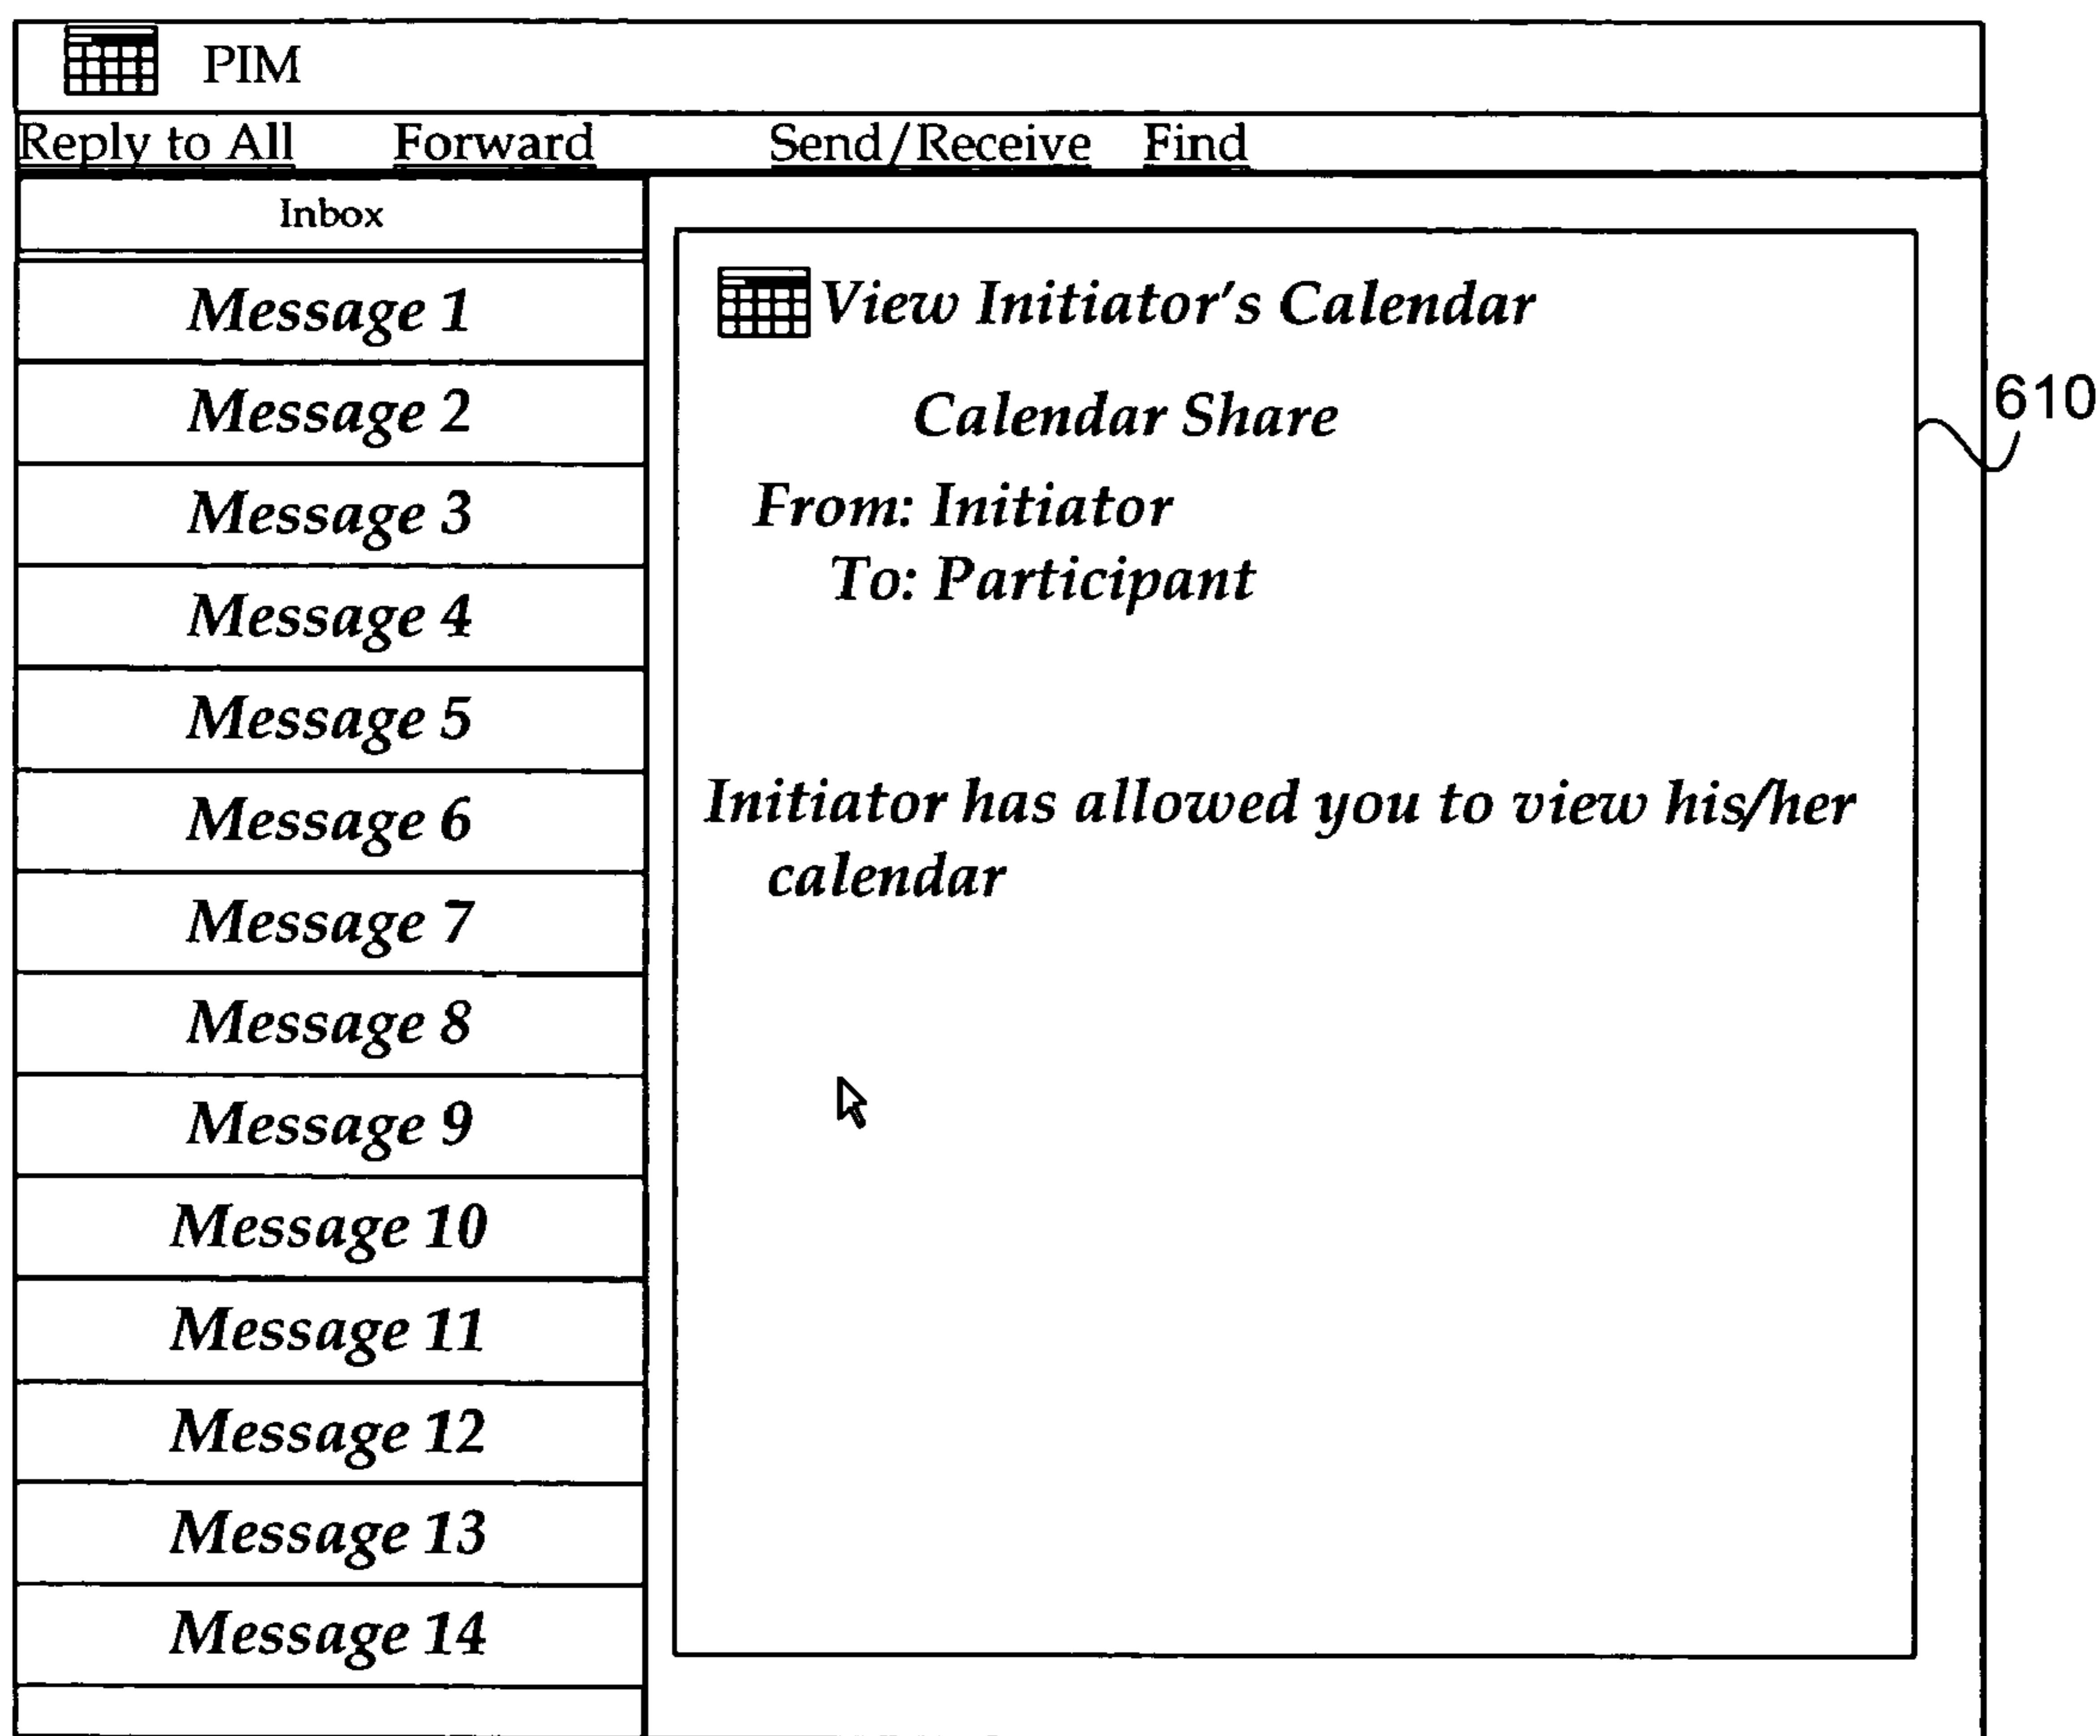 PIM
Reply to All Forward Send/Receive Find
Inbox
Message 1
Message 2
Message 3
Message 4
Message 5
Message 6
Message 7
Message 8
Message 9
Message 10
Message 11
Message 12
Message 13
Message 14
View Initiator's Calendar
Calendar Share
From: Initiator
To: Participant
Initiator has allowed you to view his/her
calendar
610